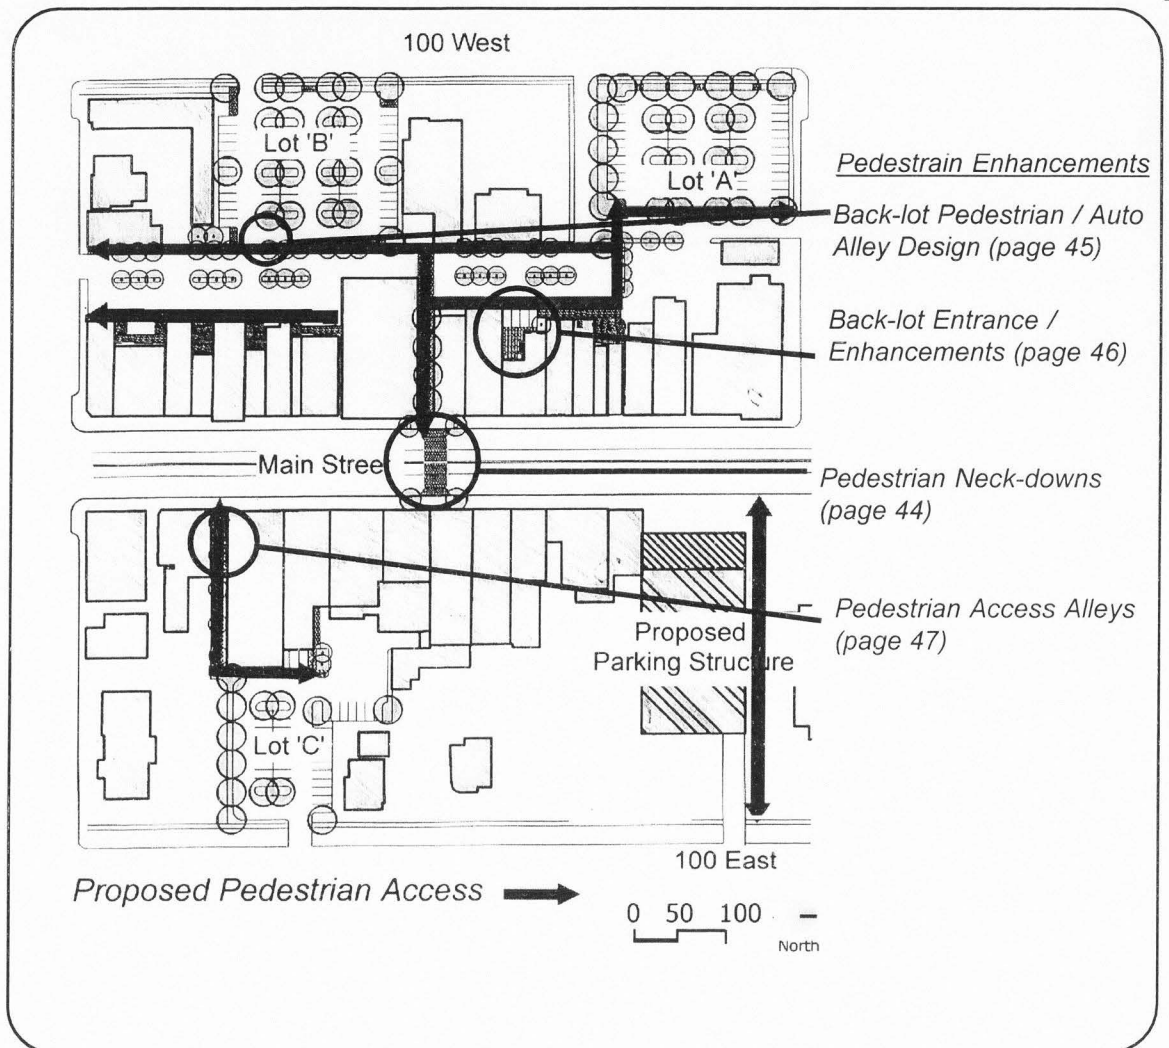 100 West
Lot 'B'
Lot 'A'
Pedestrain Enhancements
Back-lot Pedestrian / Auto
Alley Design (page 45)
Back-lot Entrance /
Enhancements (page 46)
Main Stree
Pedestrian Neck-downs
(page 44)
Pedestrian Access Alleys
(page 47)
Proposed
Parking Structure
Lot 'C'
100 East
Proposed Pedestrian Access
0 50 100
North